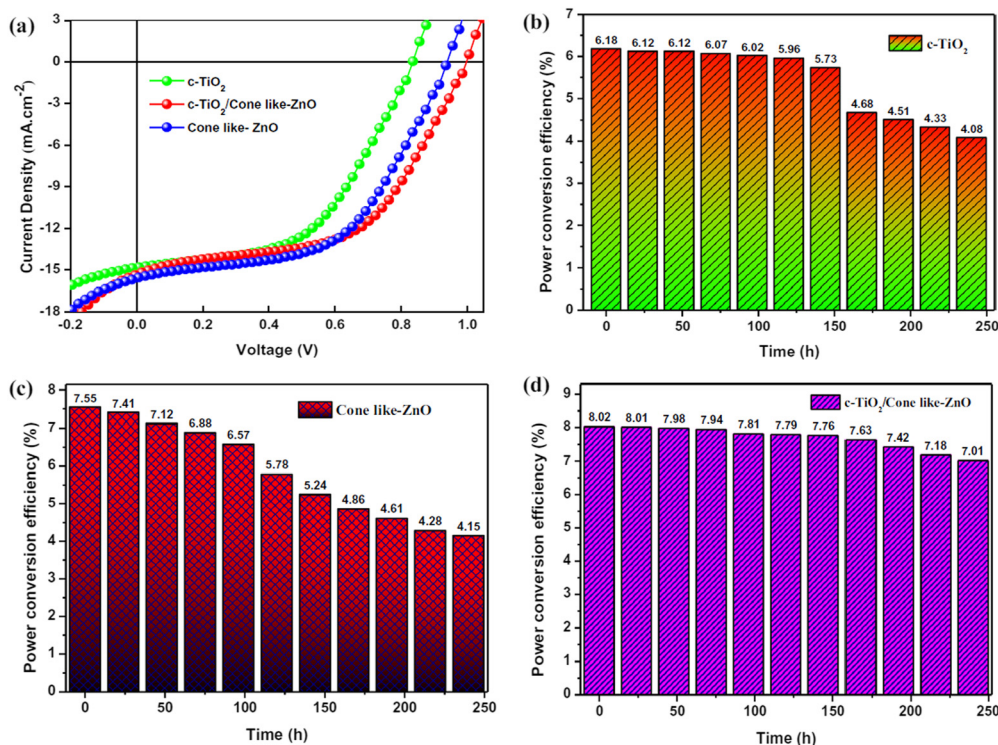 (a)
3
0
-3
-6
-9
-12
-15
-18
Current Density (mA.cm-2)
c-TiO2
c-TiO2/Cone like-ZnO
Cone like- ZnO
-0.2 0.0 0.2 0.4 0.6 0.8 1.0
Voltage (V)
(b)
7
6
5
4
3
2
1
0
Power conversion efficiency (%)
c-TiO2
6.18 6.12 6.12 6.07 6.02 5.96 5.73 4.68 4.51 4.33 4.08
0 50 100 150 200 250
Time (h)
(c)
8
7
6
5
4
3
2
1
0
Power conversion efficiency (%)
Cone like-ZnO
7.55 7.41 7.12 6.88 6.57 5.78 5.24 4.86 4.61 4.28 4.15
0 50 100 150 200 250
Time (h)
(d)
9
8
7
6
5
4
3
2
1
0
Power conversion efficiency (%)
c-TiO2/Cone like-ZnO
8.02 8.01 7.98 7.94 7.81 7.79 7.76 7.63 7.42 7.18 7.01
0 50 100 150 200 250
Time (h)